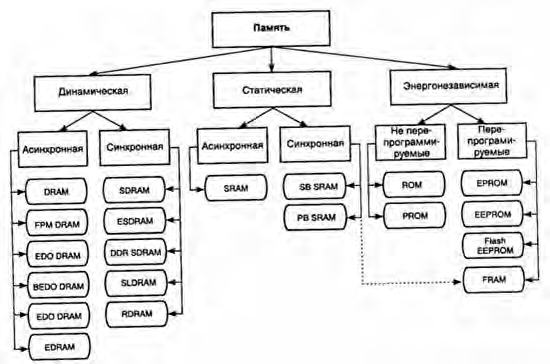 Память
Динамическая
Статическая
Энергонезависимая
Асинхронная
Синхронная
Асинхронная
Синхронная
Не пере-
программи-
руемые
Пере-
программи-
руемые
DRAM
FPM DRAM
EDO DRAM
BEDO DRAM
EDO DRAM
EDRAM
SDRAM
ESDRAM
DDR SDRAM
SLDRAM
RDRAM
SRAM
SB SRAM
PB SRAM
ROM
PROM
EPROM
EEPROM
Flash
EEPROM
FRAM